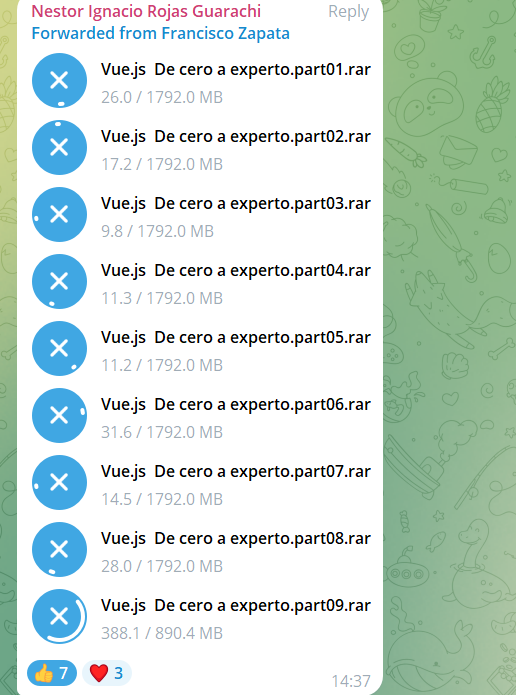 Nestor Ignacio Rojas Guarachi Reply
Forwarded from Francisco Zapata
Vue.js  De cero a experto.part01.rar
26.0 / 1792.0 MB
Vue.js  De cero a experto.part02.rar
17.2 / 1792.0 MB
Vue.js  De cero a experto.part03.rar
9.8 / 1792.0 MB
Vue.js  De cero a experto.part04.rar
11.3 / 1792.0 MB
Vue.js  De cero a experto.part05.rar
11.2 / 1792.0 MB
Vue.js  De cero a experto.part06.rar
31.6 / 1792.0 MB
Vue.js  De cero a experto.part07.rar
14.5 / 1792.0 MB
Vue.js  De cero a experto.part08.rar
28.0 / 1792.0 MB
Vue.js  De cero a experto.part09.rar
388.1 / 890.4 MB
👍 7 ❤️ 3
14:37